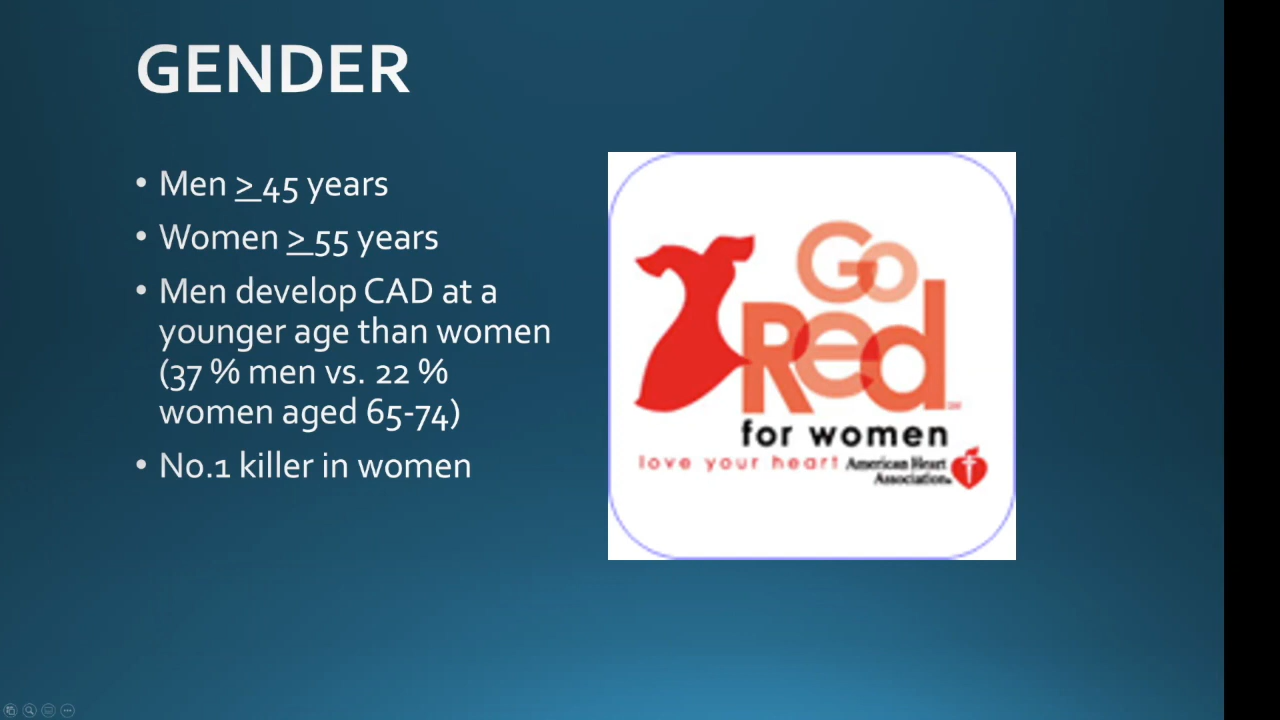 GENDER
• Men > 45 years
• Women > 55 years
• Men develop CAD at a
younger age than women
(37 % men vs. 22 %
women aged 65-74)
• No.1 killer in women
Go
Red
for women
love your heart American Heart
Association®